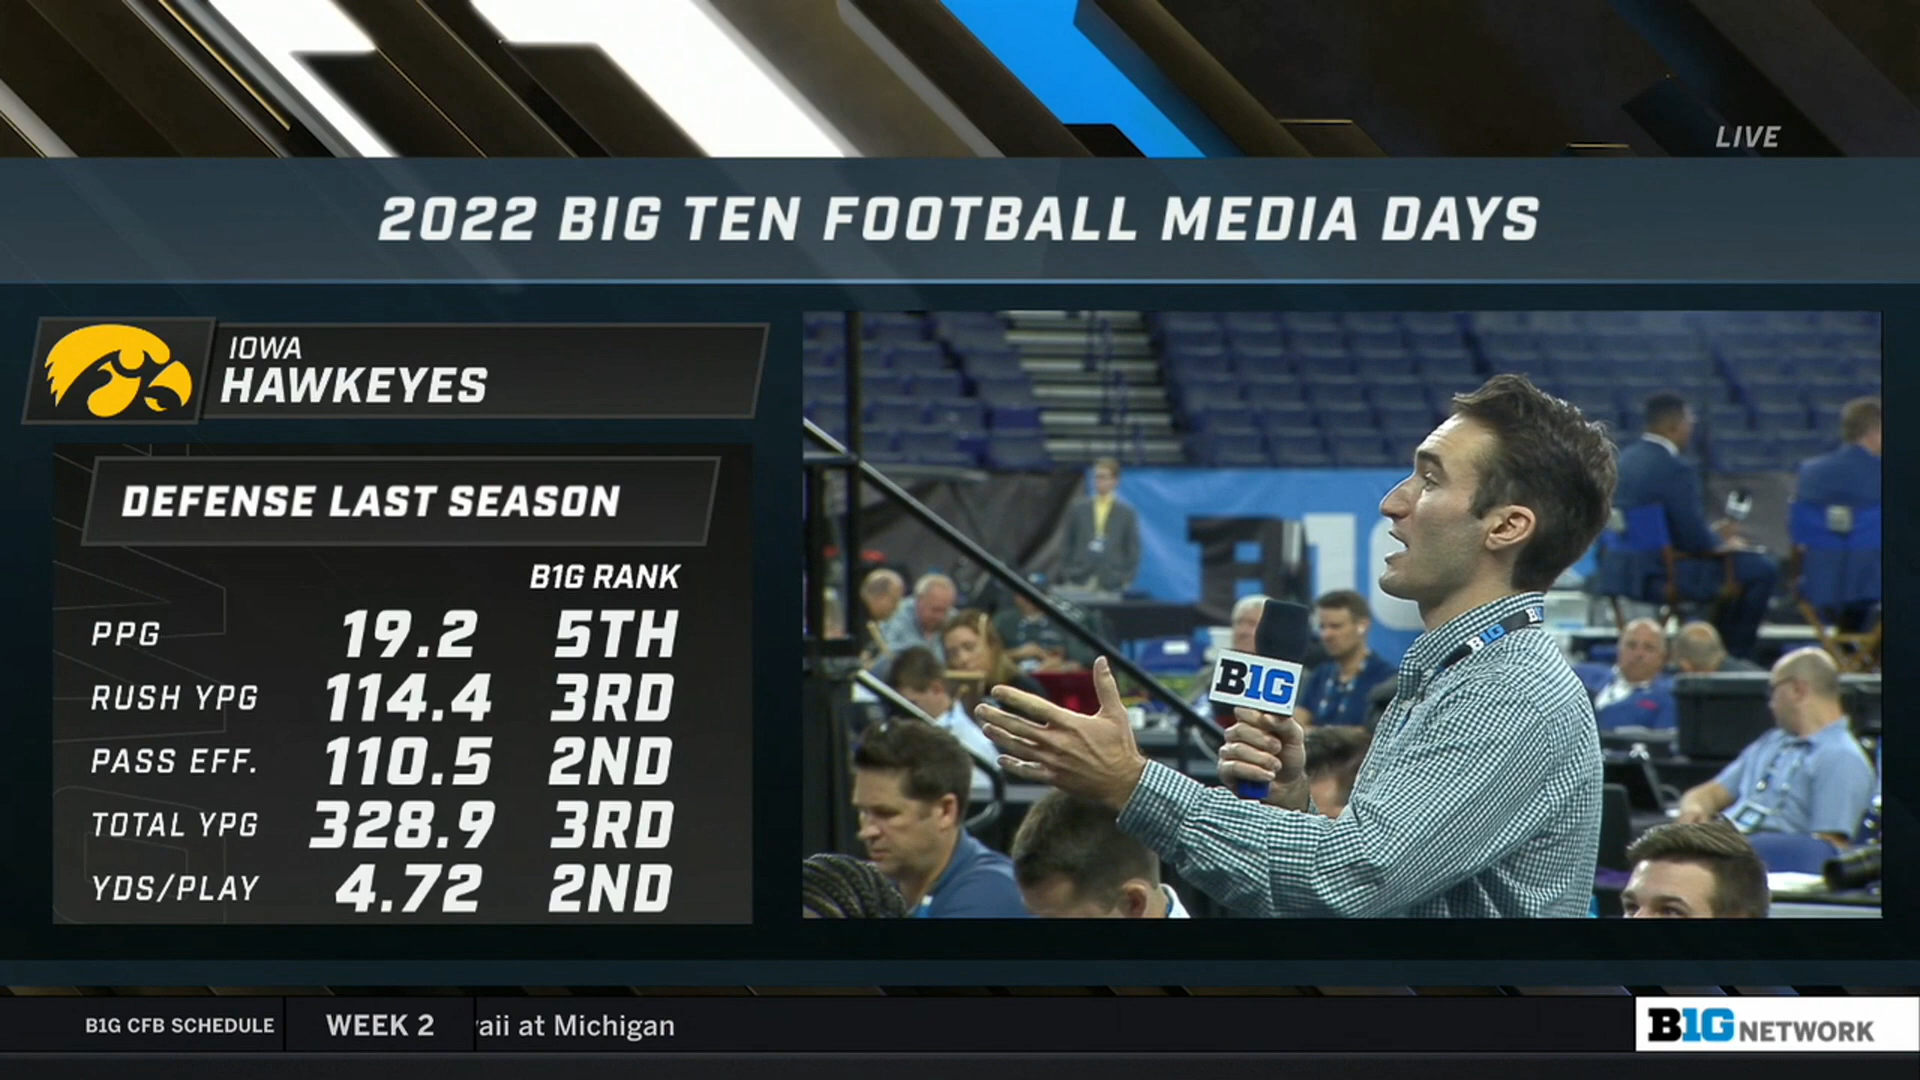 LIVE
2022 BIG TEN FOOTBALL MEDIA DAYS
IOWA
HAWKEYES
DEFENSE LAST SEASON
B1G RANK
PPG 19.2 5TH
RUSH YPG 114.4 3RD
PASS EFF. 110.5 2ND
TOTAL YPG 328.9 3RD
YDS/PLAY 4.72 2ND
B1G
B1G
B1G CFB SCHEDULE WEEK 2 aii at Michigan
B1G NETWORK